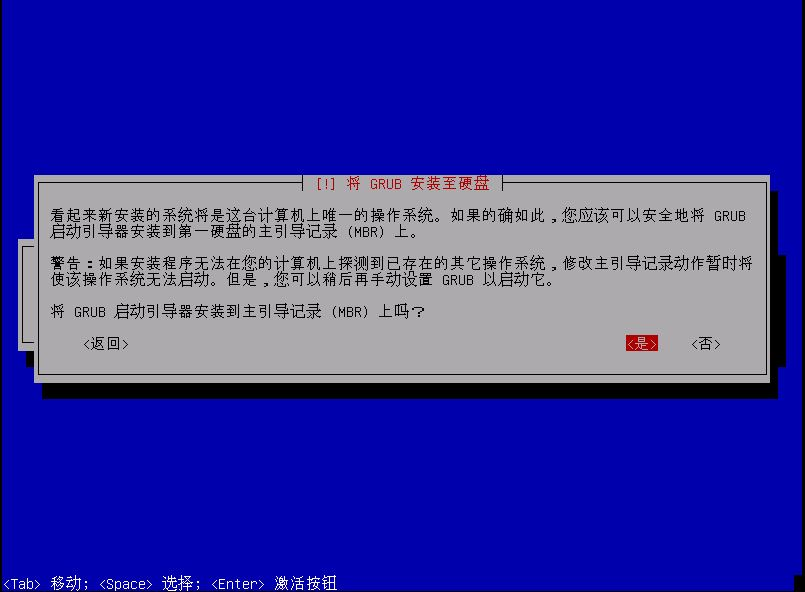 [!] 将 GRUB 安装至硬盘
看起来新安装的系统将是这台计算机上唯一的操作系统。如果的确如此,您应该可以安全地将 GRUB
启动引导器安装到第一硬盘的主引导记录 (MBR) 上。
警告:如果安装程序无法在您的计算机上探测到已存在的其它操作系统,修改主引导记录动作暂时将
使该操作系统无法启动。但是,您可以稍后再手动设置 GRUB 以启动它。
将 GRUB 启动引导器安装到主引导记录 (MBR) 上吗?
<返回> <是> <否>
<Tab> 移动; <Space> 选择; <Enter> 激活按钮